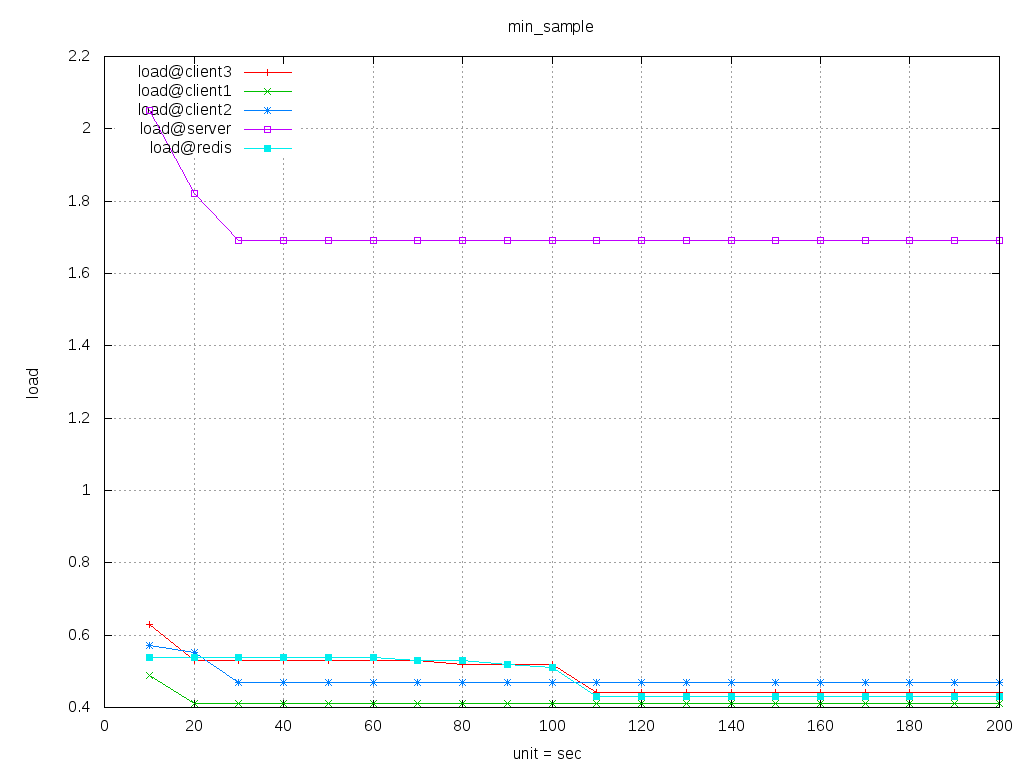 min_sample
2.2
2
1.8
1.6
1.4
1.2
1
0.8
0.6
0.4
load
load@client3
load@client1
load@client2
load@server
load@redis
0 20 40 60 80 100 120 140 160 180 200
unit = sec